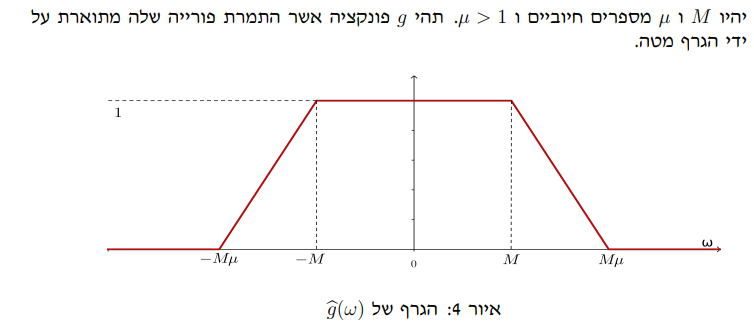 יהיו M ו μ מספרים חיוביים ו μ > 1. תהי g פונקציה אשר התמרת פורייה שלה מתוארת על
ידי הגרף מטה.
1
ω
−Mμ −M 0 M Mμ
איור 4: הגרף של ĝ(ω)